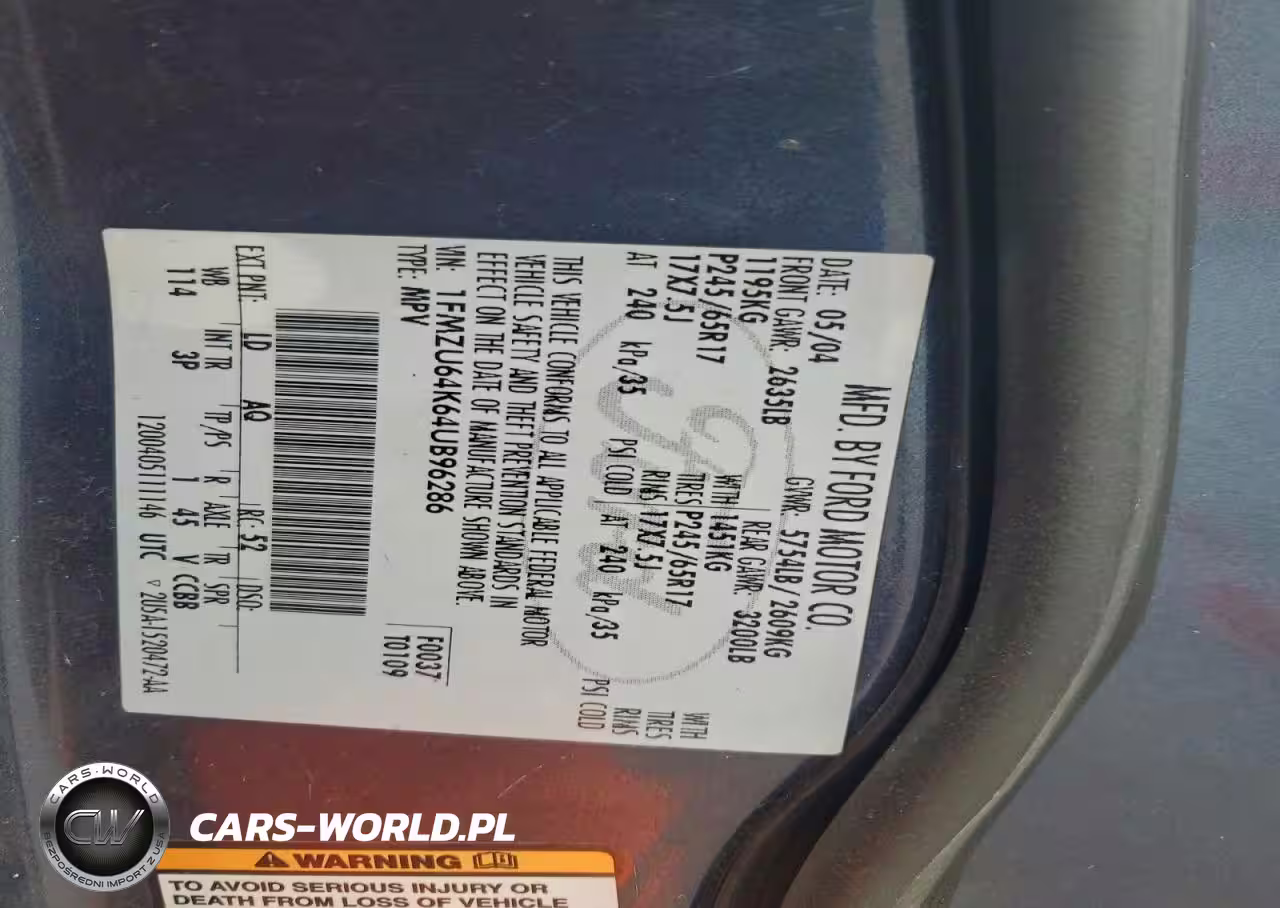 MFD. BY FORD MOTOR CO.
DATE: 05/04 GVWR: 5754LB/2609KG
FRONT GAWR: 2635LB REAR GAWR: 3200LB
1195KG WITH 1451KG WITH
P245/65R17 TIRES P245/65R17 TIRES
17X7.5J RIMS 17X7.5J RIMS
AT 240 kPa/35 PSI COLD AT 240 kPa/35 PSI COLD
THIS VEHICLE CONFORMS TO ALL APPLICABLE FEDERAL MOTOR
VEHICLE SAFETY AND THEFT PREVENTION STANDARDS IN
EFFECT ON THE DATE OF MANUFACTURE SHOWN ABOVE.
VIN: 1FMZU64K64UB96286 F0037
TYPE: MPV T0109
EXT PNT: LD AQ RC: 52 DSO:
WB INT TR TP/PS R AXLE TR SPR
114 3P 1 45 V CCBB
12004051111146 UTC ▽ 2U5A1520472-AA
CARS-WORLD
CW
BEZPOŚREDNI IMPORT Z USA
CARS-WORLD.PL
WARNING
TO AVOID SERIOUS INJURY OR
DEATH FROM LOSS OF VEHICLE